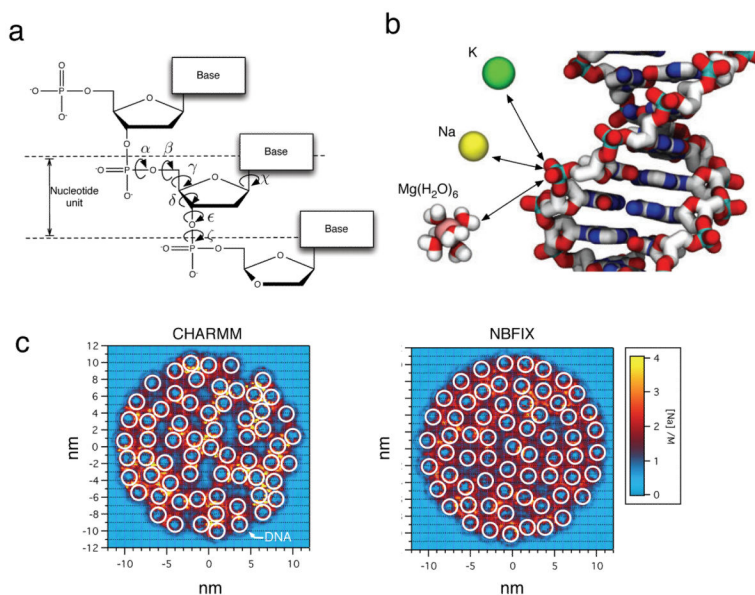 a
Base
O
⁻O P O
O⁻
O
O
Base
α β
O=P O
γ
O⁻
O
χ
Nucleotide
unit
δ
O ε
Base
ζ
O=P O
O
O⁻
O
b
K
Na
Mg(H₂O)₆
c
CHARMM
12
10
8
6
4
2
0
-2
-4
-6
-8
-10
-12
nm
DNA
-10 -5 0 5 10
nm
NBFIX
-10 -5 0 5 10
nm
4
3
2
1
0
[Na] /M